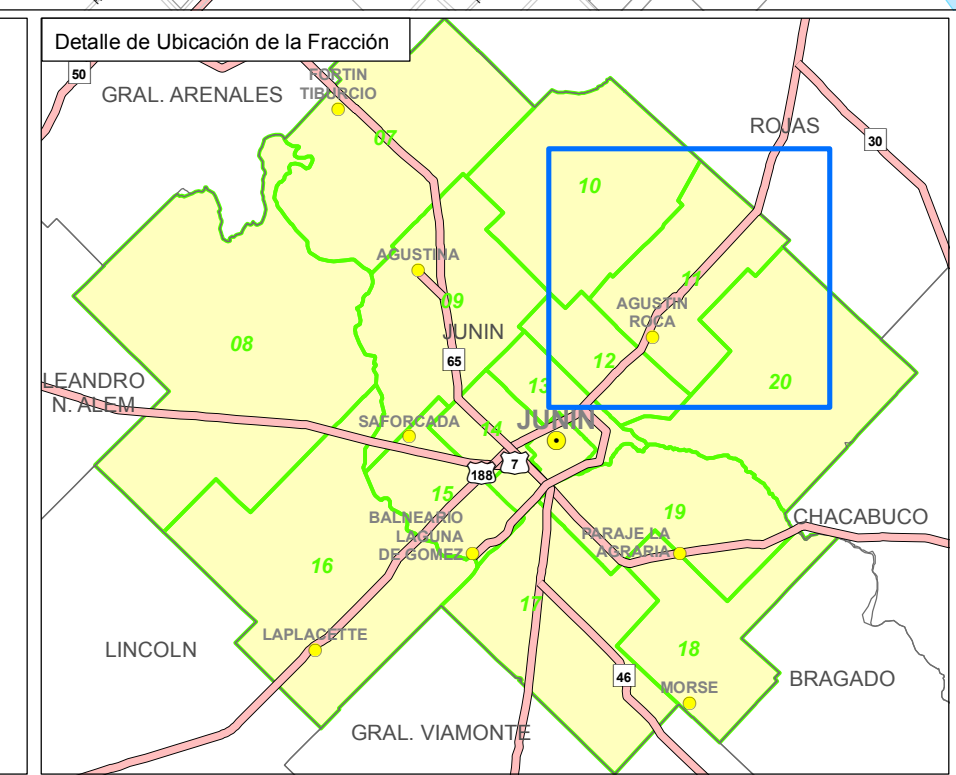 Detalle de Ubicación de la Fracción
50
FORTIN
TIBURCIO
GRAL. ARENALES
07
ROJAS
30
10
AGUSTINA
09
11
AGUSTIN
ROCA
JUNIN
08
65
12
LEANDRO
N. ALEM
13
20
SAFORCADA
14
JUNIN
7
188
15
BALNEARIO
LAGUNA
DE GOMEZ
19
CHACABUCO
PARAJE LA
AGRARIA
16
17
LINCOLN
LAPLACETTE
18
46
MORSE
BRAGADO
GRAL. VIAMONTE